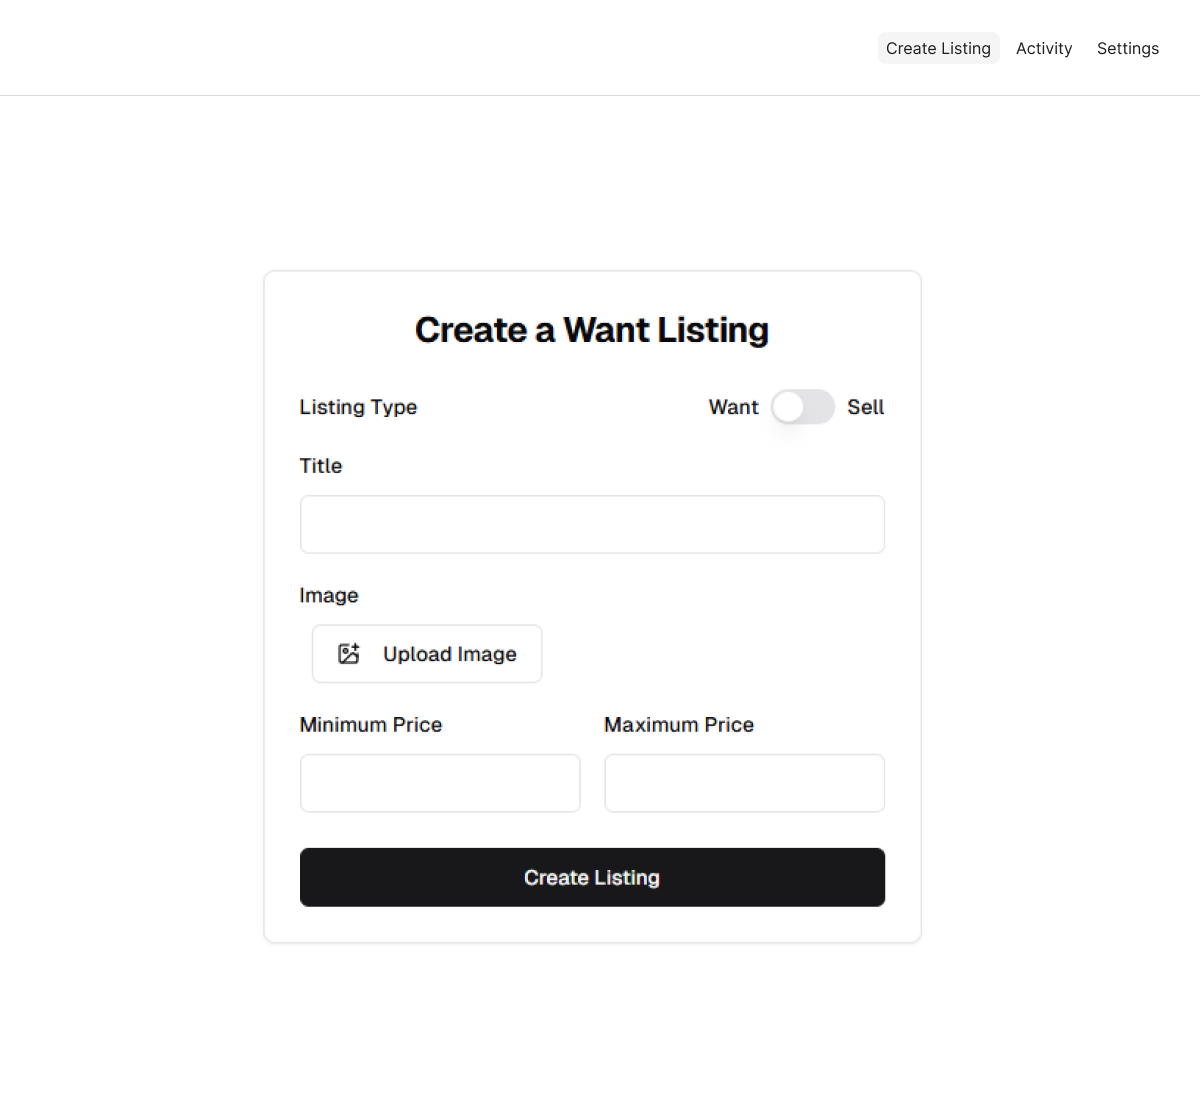 Create Listing Activity Settings
Create a Want Listing
Listing Type Want Sell
Title
Image
Upload Image
Minimum Price Maximum Price
Create Listing